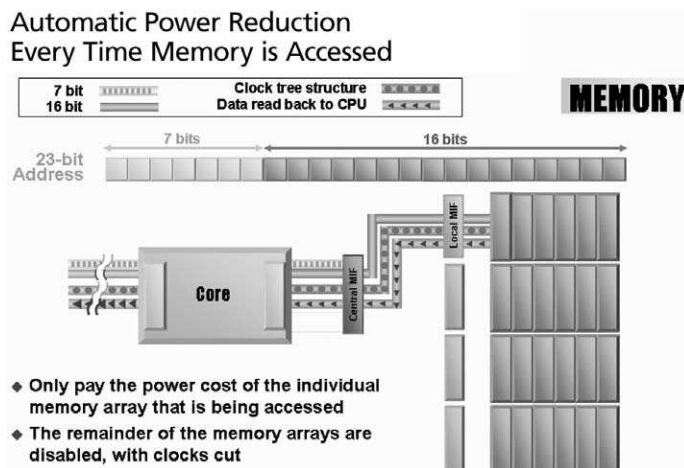 Automatic Power Reduction
Every Time Memory is Accessed
7 bit
16 bit
Clock tree structure
Data read back to CPU
MEMORY
7 bits
16 bits
23-bit
Address
Core
Central MIF
Local MIF
◆ Only pay the power cost of the individual
memory array that is being accessed
◆ The remainder of the memory arrays are
disabled, with clocks cut